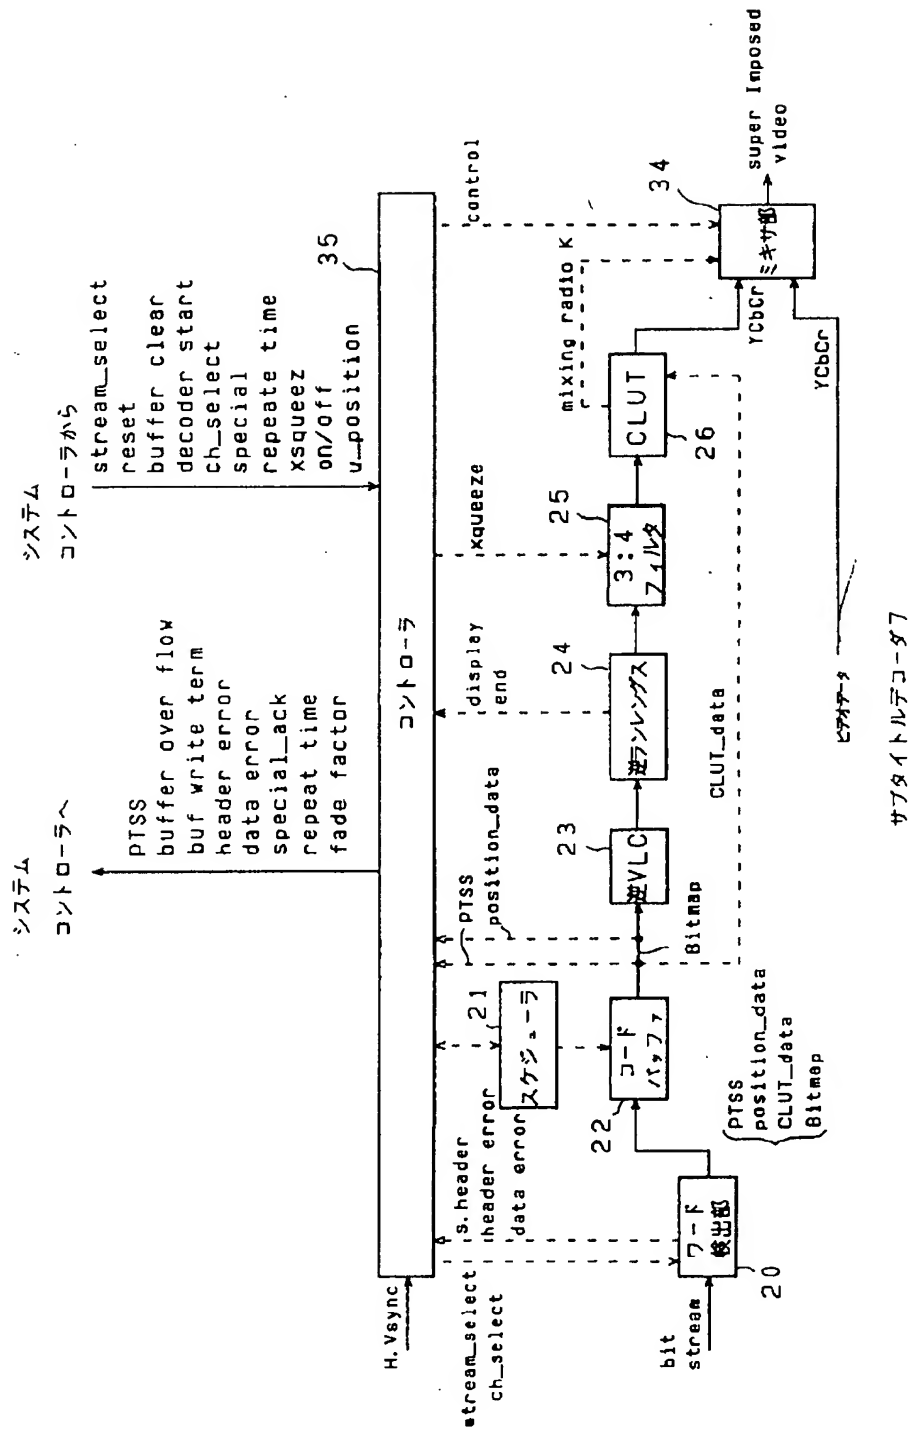 システム
コントローラへ
PTSS
buffer over flow
buf write term
header error
data error
special_ack
repeat time
fade factor
システム
コントローラから
stream_select
reset
buffer clear
decoder start
ch_select
special
repeat time
xsqueez
on/off
u_position
35
コントローラ
H.Vsync
stream_select
ch_select
s.header
header error
data error
21
スケジューラ
PTSS
position_data
display
end
xqueeze
control
bit
stream
ワード
検出部
20
コード
バッファ
22
Bitmap
逆VLC
23
逆ランレングス
24
3:4
フィルタ
25
CLUT
26
mixing radio K
ミキサ部
34
super Imposed
video
YCbCr
YCbCr
PTSS
position_data
CLUT_data
Bitmap
CLUT_data
ビデオデータ
サブタイトルデコーダ7